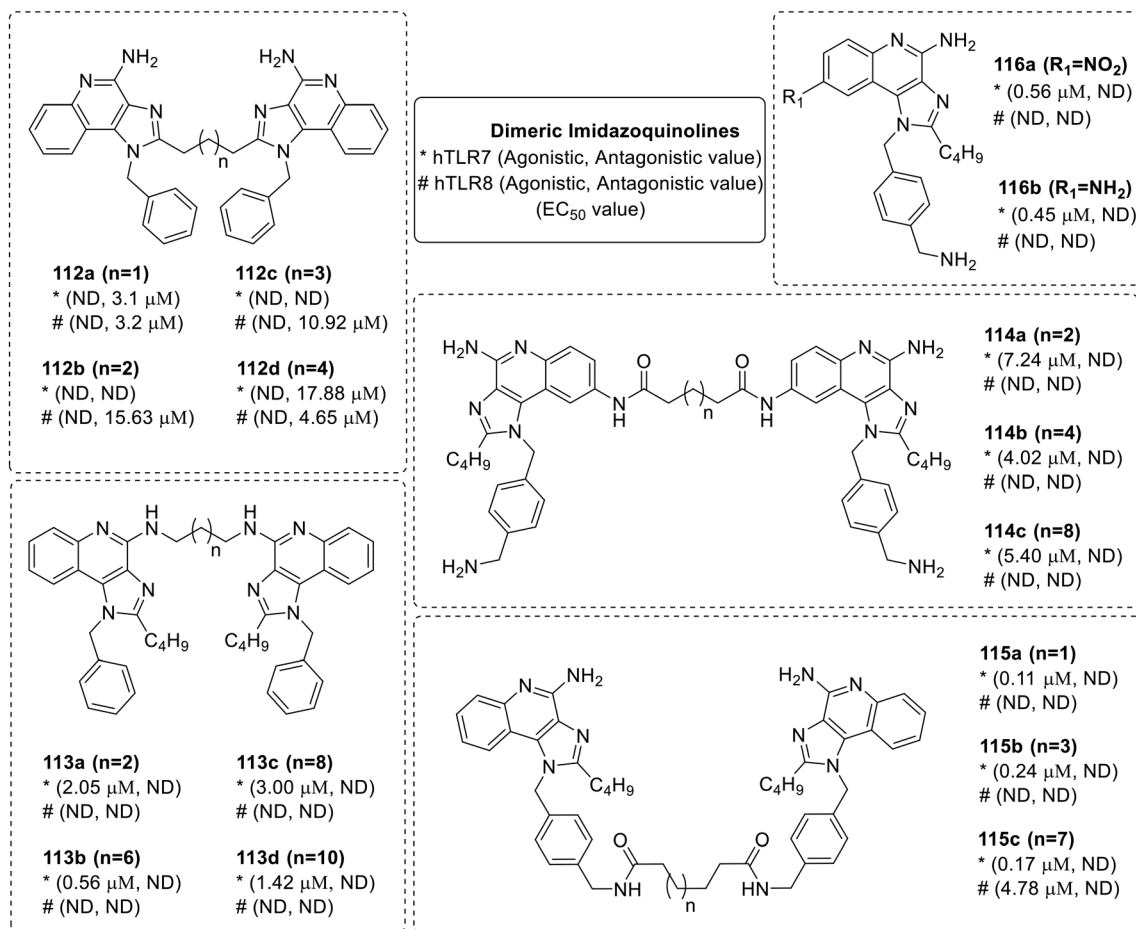 NH₂
H₂N
N
N
N
N
N
N
n
112a (n=1)
* (ND, 3.1 μM)
# (ND, 3.2 μM)
112c (n=3)
* (ND, ND)
# (ND, 10.92 μM)
112b (n=2)
* (ND, ND)
# (ND, 15.63 μM)
112d (n=4)
* (ND, 17.88 μM)
# (ND, 4.65 μM)
Dimeric Imidazoquinolines
* hTLR7 (Agonistic, Antagonistic value)
# hTLR8 (Agonistic, Antagonistic value)
(EC₅₀ value)
N
NH₂
R₁
N
N
C₄H₉
NH₂
116a (R₁=NO₂)
* (0.56 μM, ND)
# (ND, ND)
116b (R₁=NH₂)
* (0.45 μM, ND)
# (ND, ND)
H
N
H
N
N
N
n
N
N
N
N
C₄H₉
C₄H₉
113a (n=2)
* (2.05 μM, ND)
# (ND, ND)
113c (n=8)
* (3.00 μM, ND)
# (ND, ND)
113b (n=6)
* (0.56 μM, ND)
# (ND, ND)
113d (n=10)
* (1.42 μM, ND)
# (ND, ND)
H₂N
N
O
O
N
NH₂
N
H
n
N
H
N
N
N
N
C₄H₉
C₄H₉
H₂N
NH₂
114a (n=2)
* (7.24 μM, ND)
# (ND, ND)
114b (n=4)
* (4.02 μM, ND)
# (ND, ND)
114c (n=8)
* (5.40 μM, ND)
# (ND, ND)
N
NH₂
H₂N
N
N
N
N
N
C₄H₉
C₄H₉
O
O
NH
HN
n
115a (n=1)
* (0.11 μM, ND)
# (ND, ND)
115b (n=3)
* (0.24 μM, ND)
# (ND, ND)
115c (n=7)
* (0.17 μM, ND)
# (4.78 μM, ND)